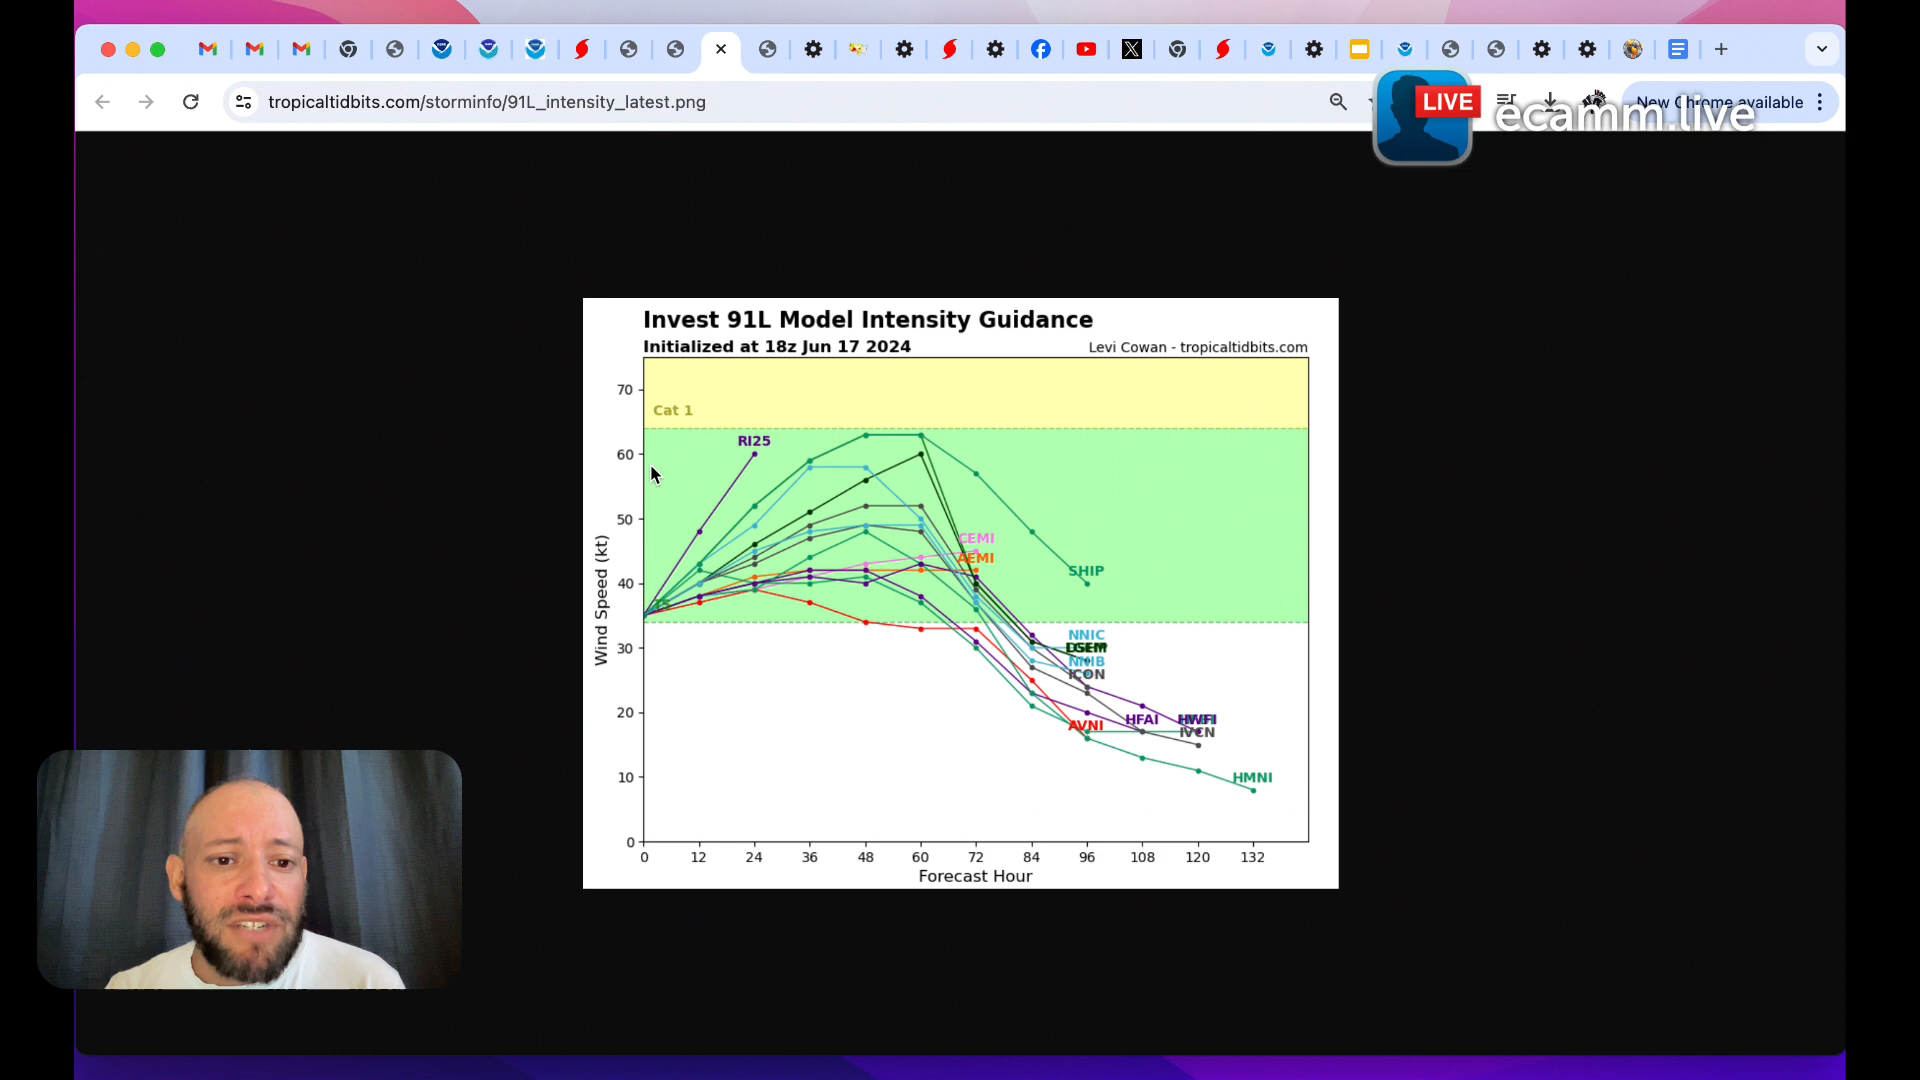 tropicaltidbits.com/storminfo/91L_intensity_latest.png
New Chrome available
LIVE
ecamm.live
Invest 91L Model Intensity Guidance
Initialized at 18z Jun 17 2024
Levi Cowan - tropicaltidbits.com
70
Cat 1
RI25
60
50
CEMI
AEMI
40
SHIP
NNIC
30
LGEM
NNIB
ICON
20
AVNI
HFAI
HWFI
IVCN
10
HMNI
0
Wind Speed (kt)
0 12 24 36 48 60 72 84 96 108 120 132
Forecast Hour